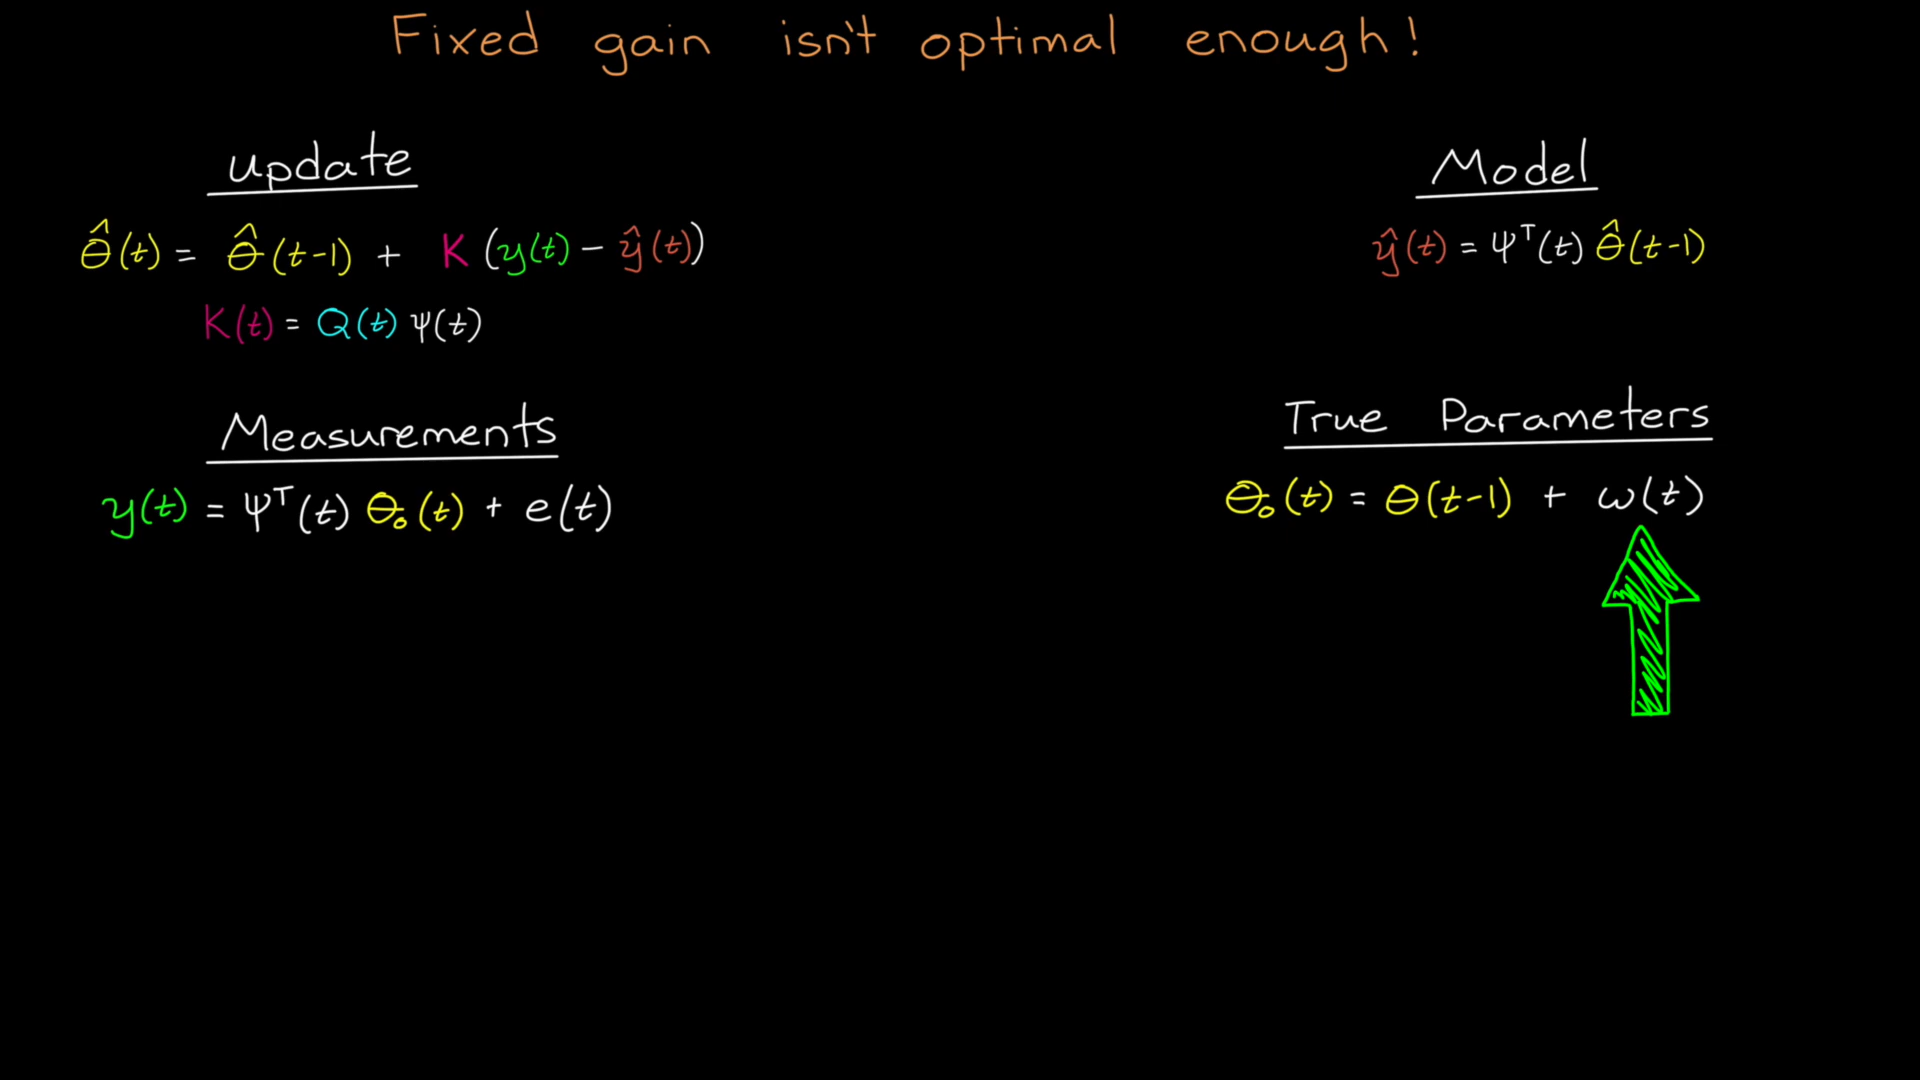 Fixed gain isn't optimal enough!
update
θ̂(t) = θ̂(t-1) + K(y(t) - ŷ(t))
K(t) = Q(t) ψ(t)
Model
ŷ(t) = ψᵀ(t) θ̂(t-1)
Measurements
y(t) = ψᵀ(t) θ₀(t) + e(t)
True Parameters
θ₀(t) = θ(t-1) + ω(t)